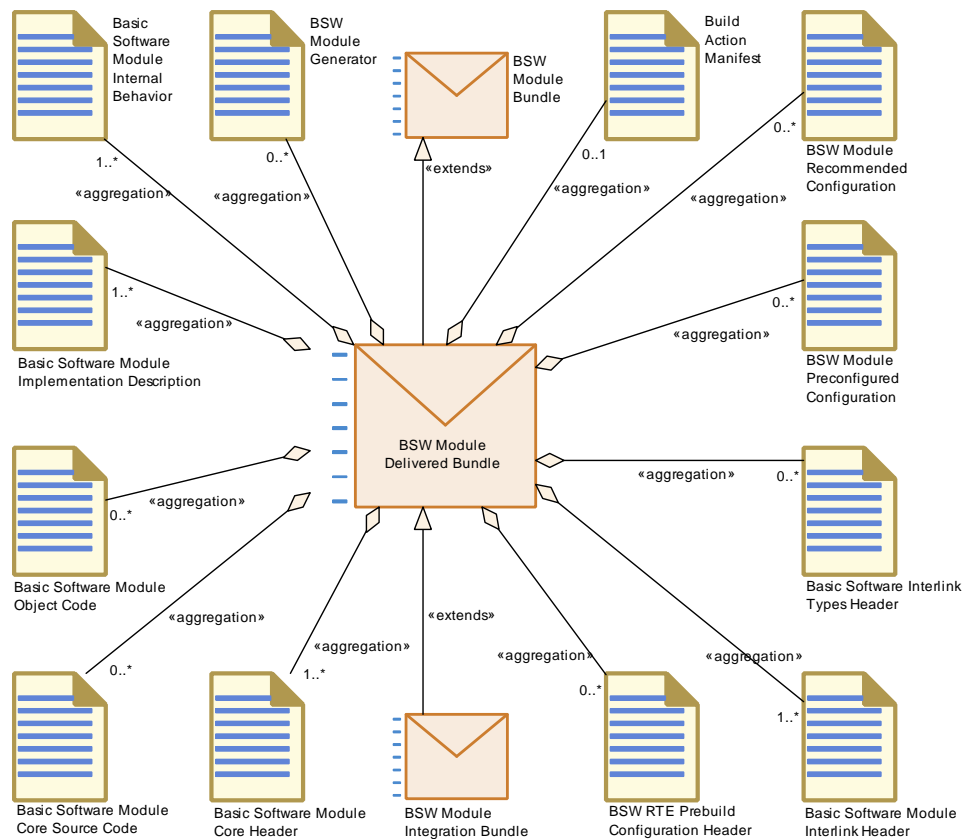 Basic
Software
Module
Internal
Behavior
BSW
Module
Generator
BSW
Module
Bundle
Build
Action
Manifest
BSW Module
Recommended
Configuration
1..*
0..*
0..1
0..*
«aggregation»
«aggregation»
«extends»
«aggregation»
«aggregation»
1..*
«aggregation»
Basic Software Module
Implementation Description
0..*
«aggregation»
BSW Module
Preconfigured
Configuration
BSW Module
Delivered Bundle
«aggregation»
0..*
Basic Software Module
Object Code
«aggregation»
0..*
Basic Software Interlink
Types Header
«aggregation»
0..*
Basic Software Module
Core Source Code
«aggregation»
1..*
Basic Software Module
Core Header
«extends»
BSW Module
Integration Bundle
«aggregation»
0..*
BSW RTE Prebuild
Configuration Header
«aggregation»
1..*
Basic Software Module
Interlink Header